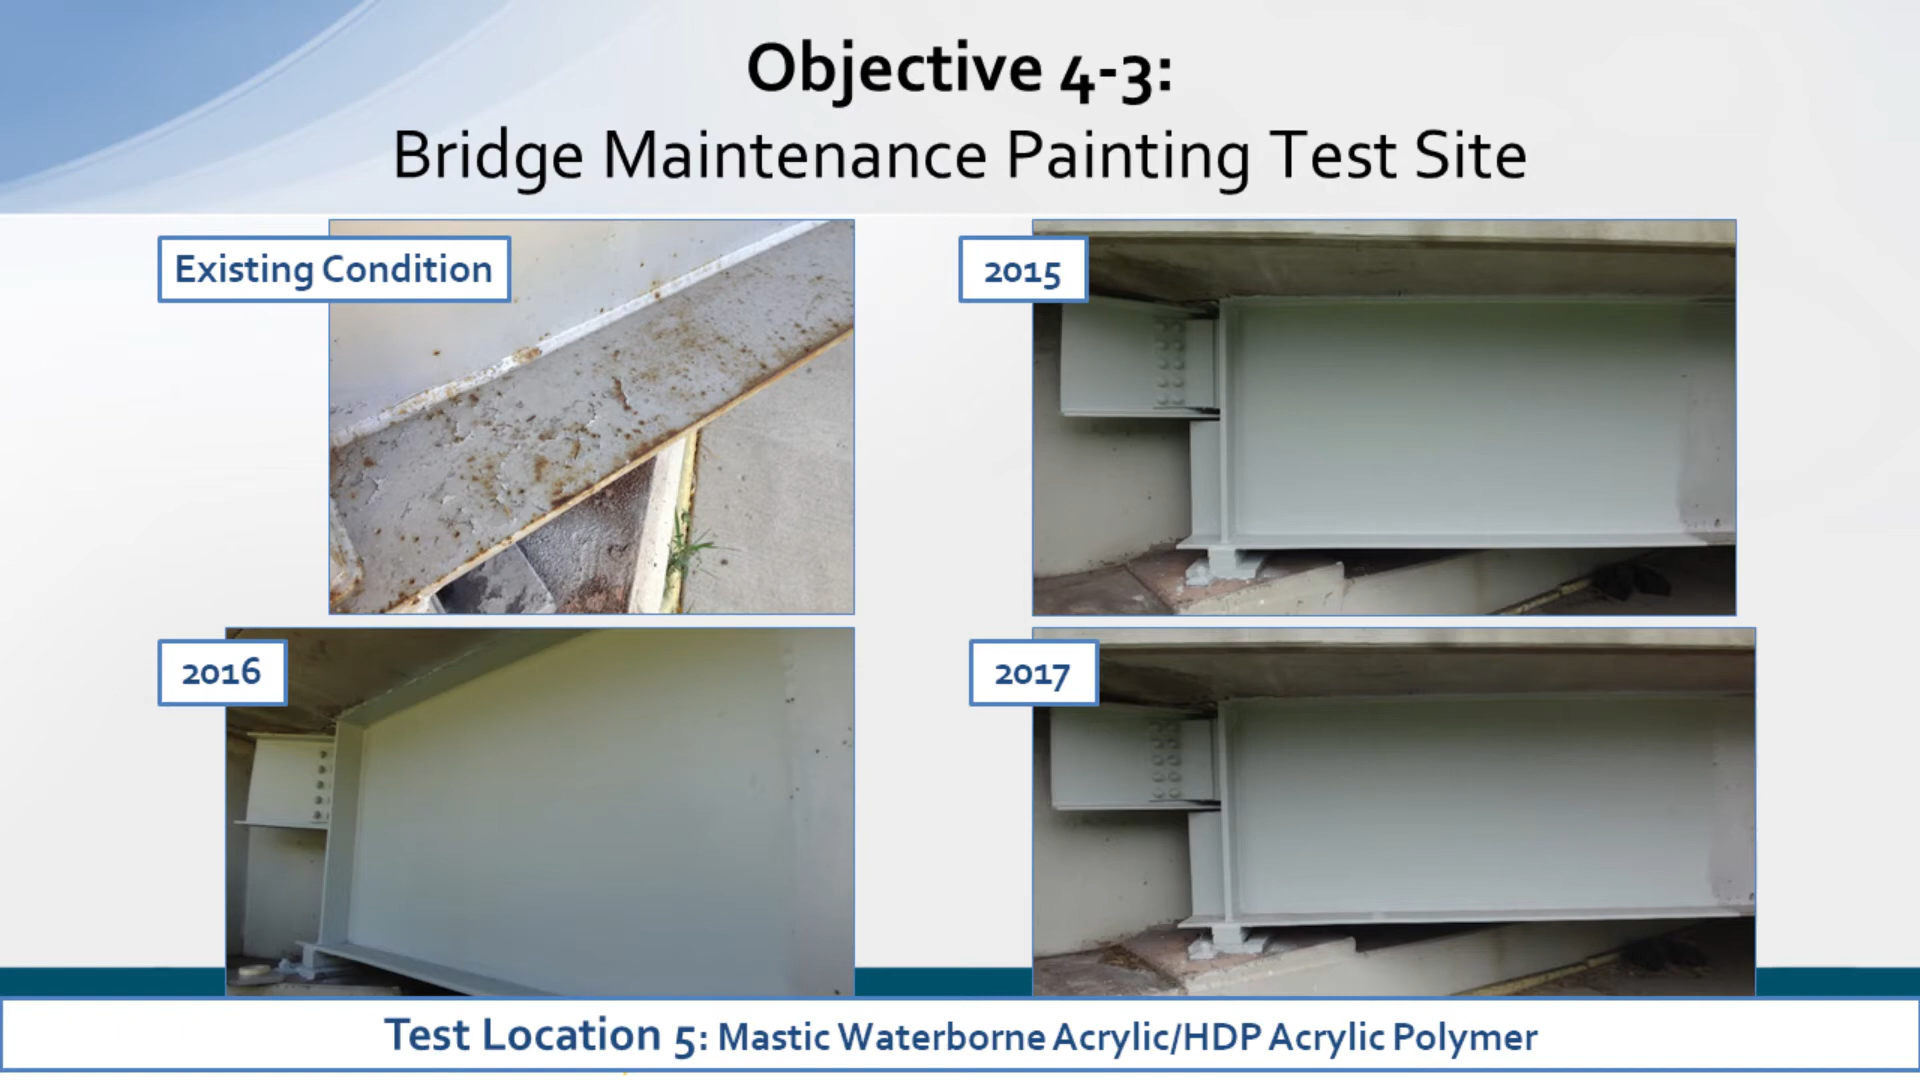 Objective 4-3:
Bridge Maintenance Painting Test Site
Existing Condition
2015
2016
2017
Test Location 5: Mastic Waterborne Acrylic/HDP Acrylic Polymer